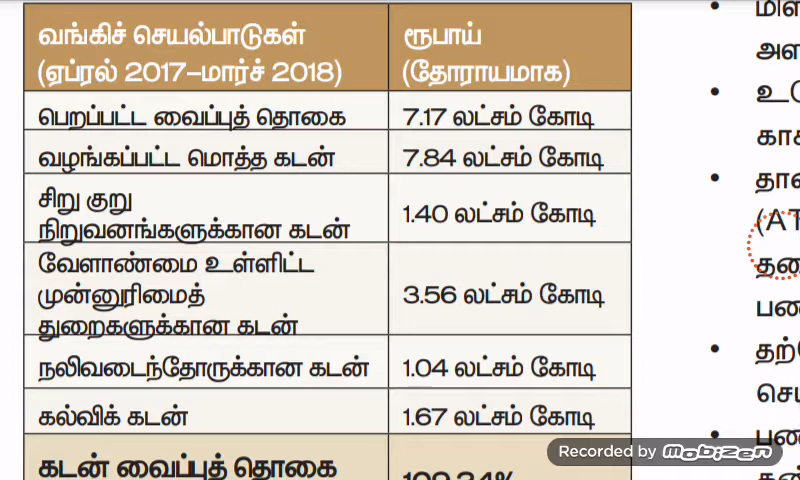 வங்கிச் செயல்பாடுகள்
(ஏப்ரல் 2017–மார்ச் 2018)
ரூபாய்
(தோராயமாக)
பெறப்பட்ட வைப்புத் தொகை
7.17 லட்சம் கோடி
வழங்கப்பட்ட மொத்த கடன்
7.84 லட்சம் கோடி
சிறு குறு
நிறுவனங்களுக்கான கடன்
1.40 லட்சம் கோடி
வேளாண்மை உள்ளிட்ட
முன்னுரிமைத்
துறைகளுக்கான கடன்
3.56 லட்சம் கோடி
நலிவடைந்தோருக்கான கடன்
1.04 லட்சம் கோடி
கல்விக் கடன்
1.67 லட்சம் கோடி
கடன் வைப்புத் தொகை
Recorded by mobizen